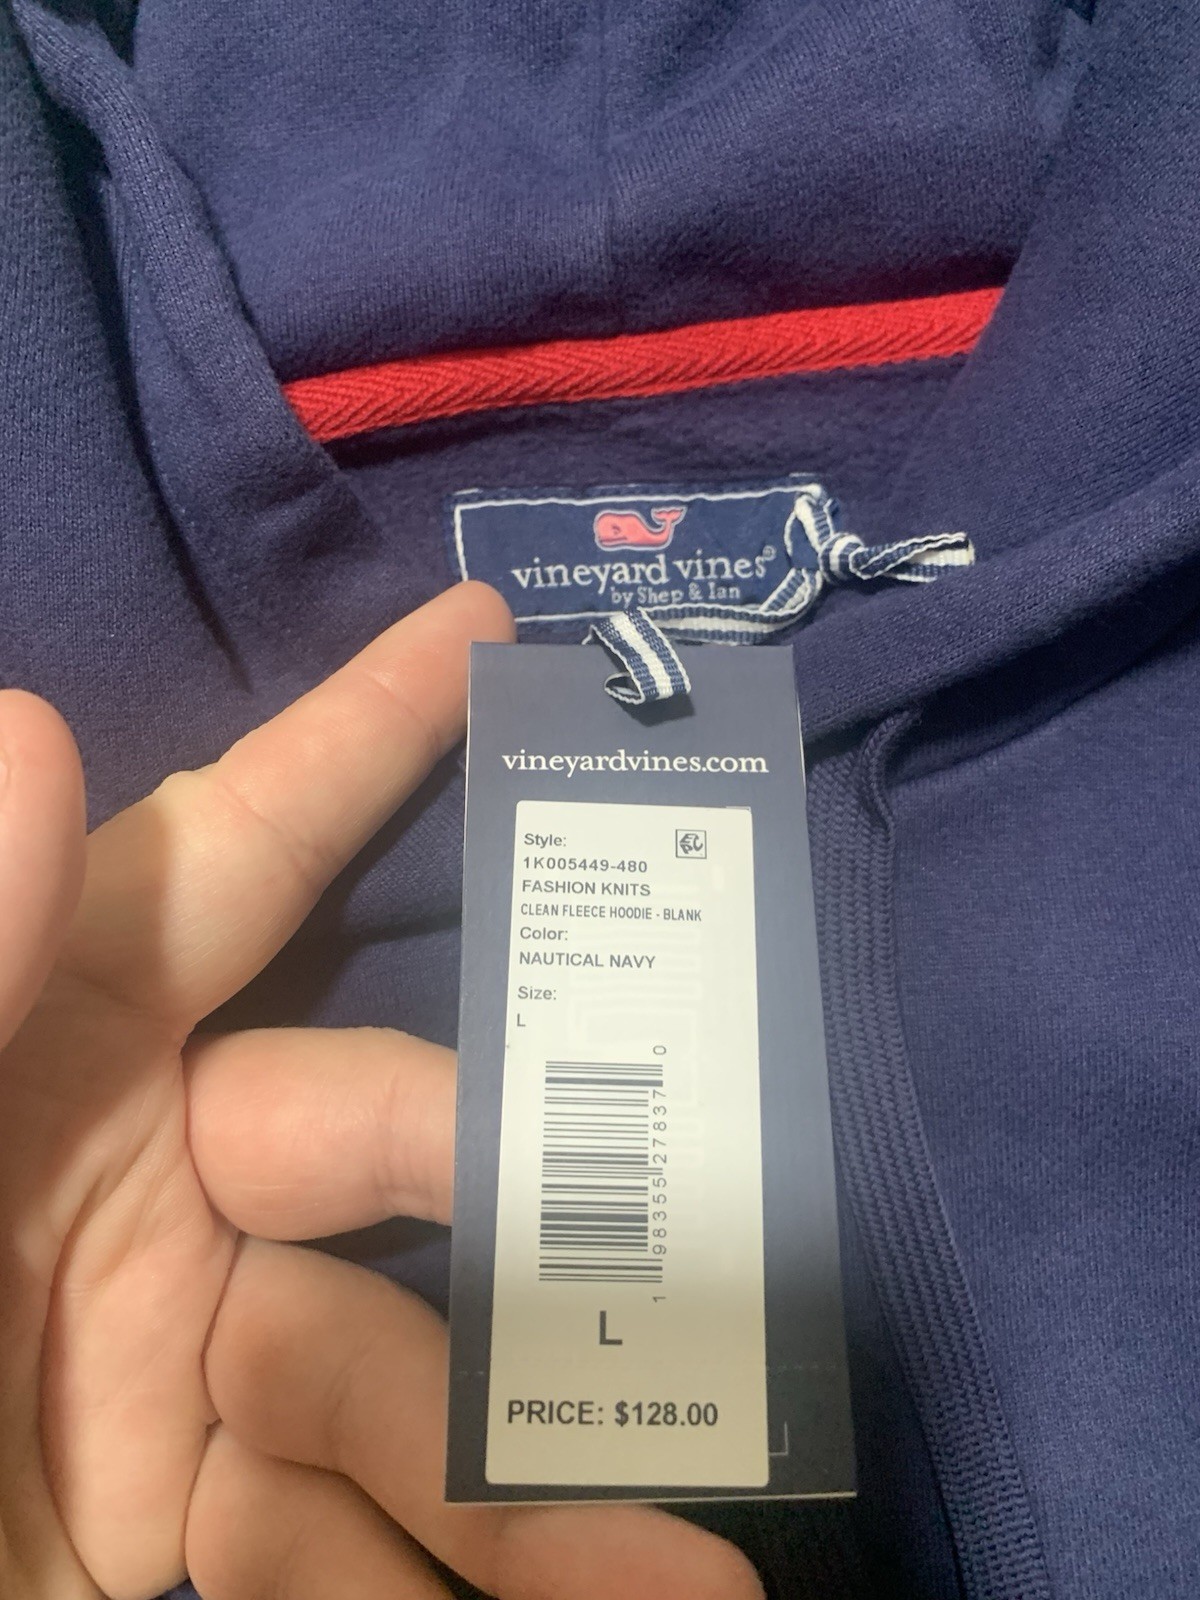 vineyard vines®
by Shep & Ian
vineyardvines.com
Style:
1K005449-480
FASHION KNITS
CLEAN FLEECE HOODIE - BLANK
Color:
NAUTICAL NAVY
Size:
L
1 98355 27837 0
L
PRICE: $128.00